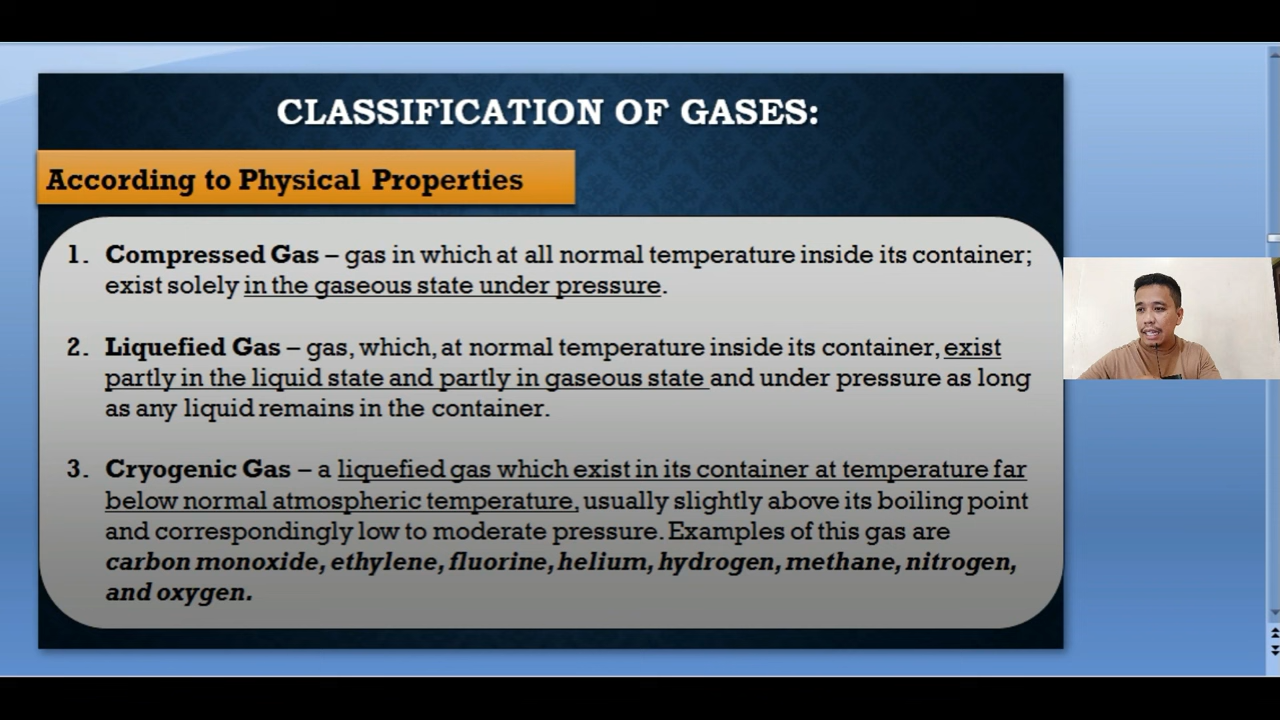 CLASSIFICATION OF GASES:
According to Physical Properties
1. Compressed Gas – gas in which at all normal temperature inside its container;
exist solely in the gaseous state under pressure.
2. Liquefied Gas – gas, which, at normal temperature inside its container, exist
partly in the liquid state and partly in gaseous state and under pressure as long
as any liquid remains in the container.
3. Cryogenic Gas – a liquefied gas which exist in its container at temperature far
below normal atmospheric temperature, usually slightly above its boiling point
and correspondingly low to moderate pressure. Examples of this gas are
carbon monoxide, ethylene, fluorine, helium, hydrogen, methane, nitrogen,
and oxygen.